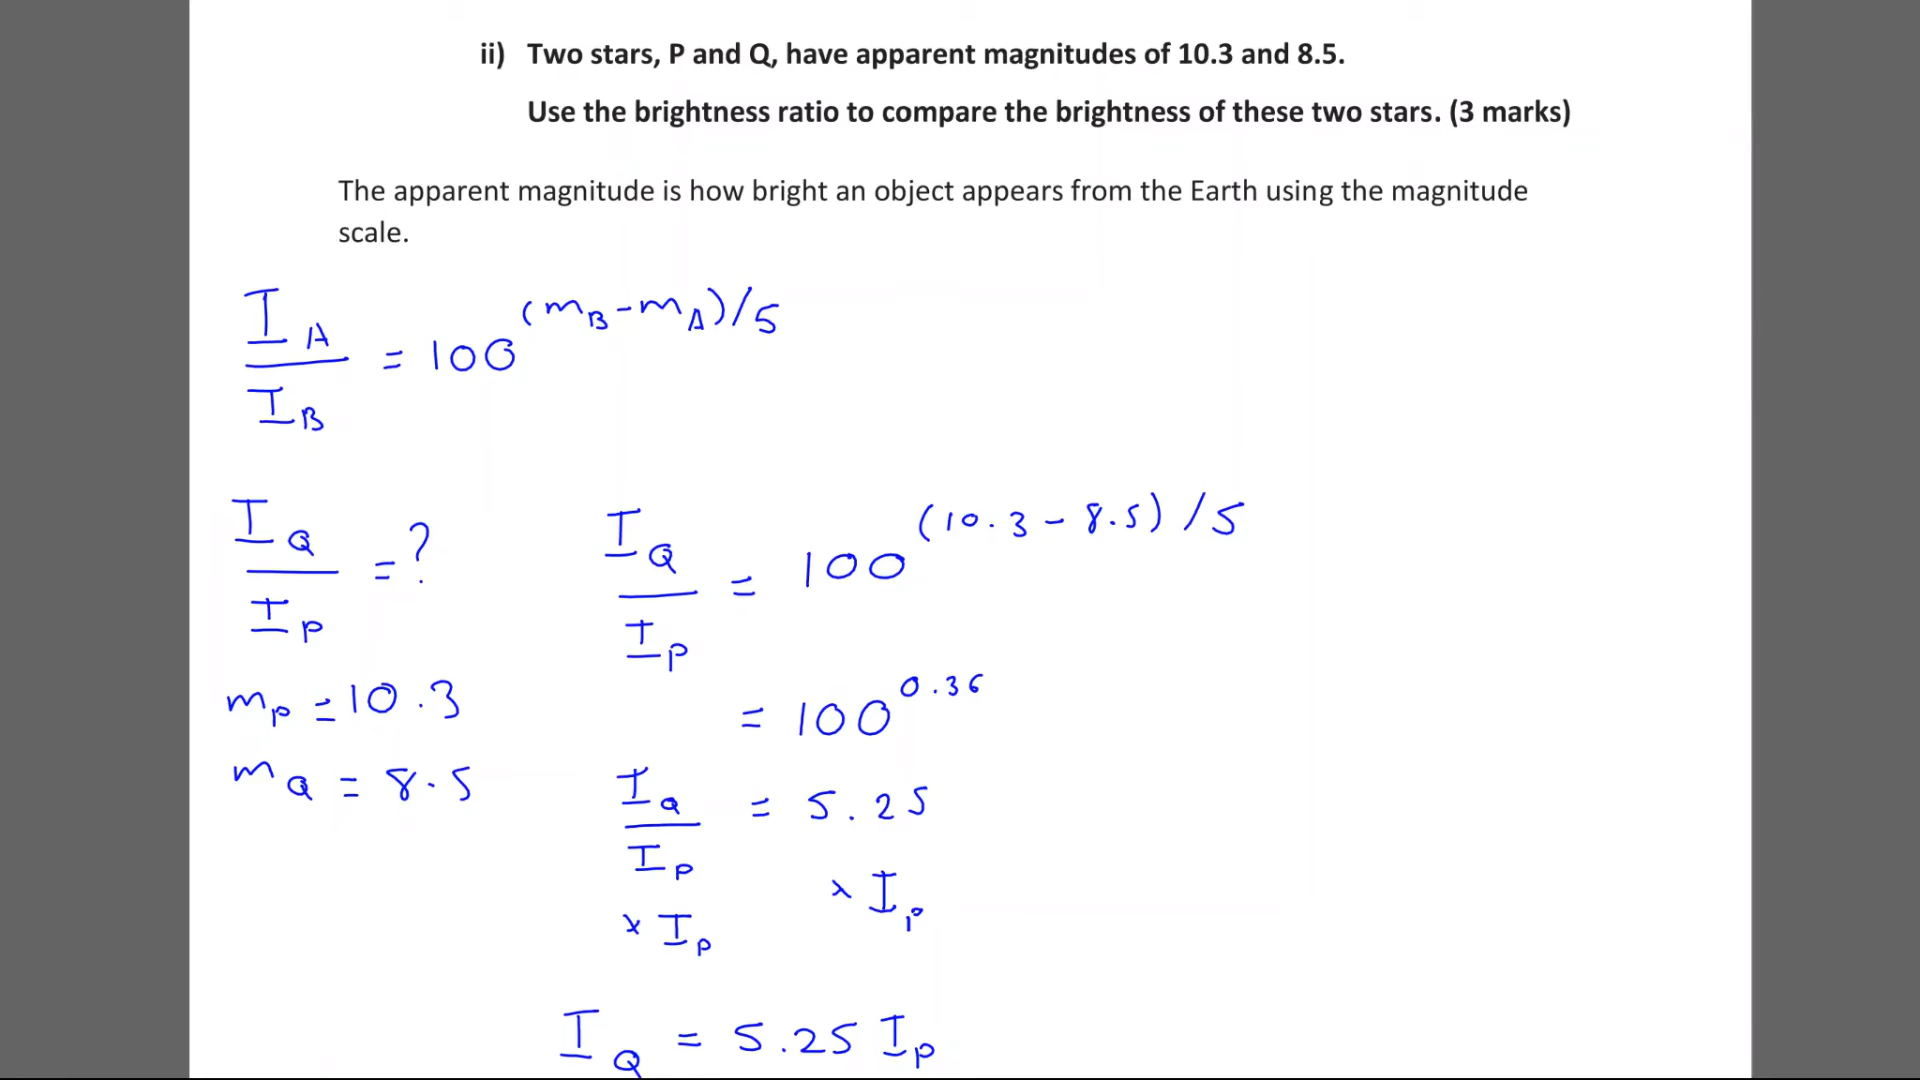 ii) Two stars, P and Q, have apparent magnitudes of 10.3 and 8.5.
Use the brightness ratio to compare the brightness of these two stars. (3 marks)
The apparent magnitude is how bright an object appears from the Earth using the magnitude
scale.
I_A / I_B = 100^((m_B - m_A)/5)
I_Q / I_P = ?
m_P = 10.3
m_Q = 8.5
I_Q / I_P = 100^((10.3 - 8.5)/5)
= 100^0.36
I_Q / I_P = 5.25
× I_P × I_P
I_Q = 5.25 I_P